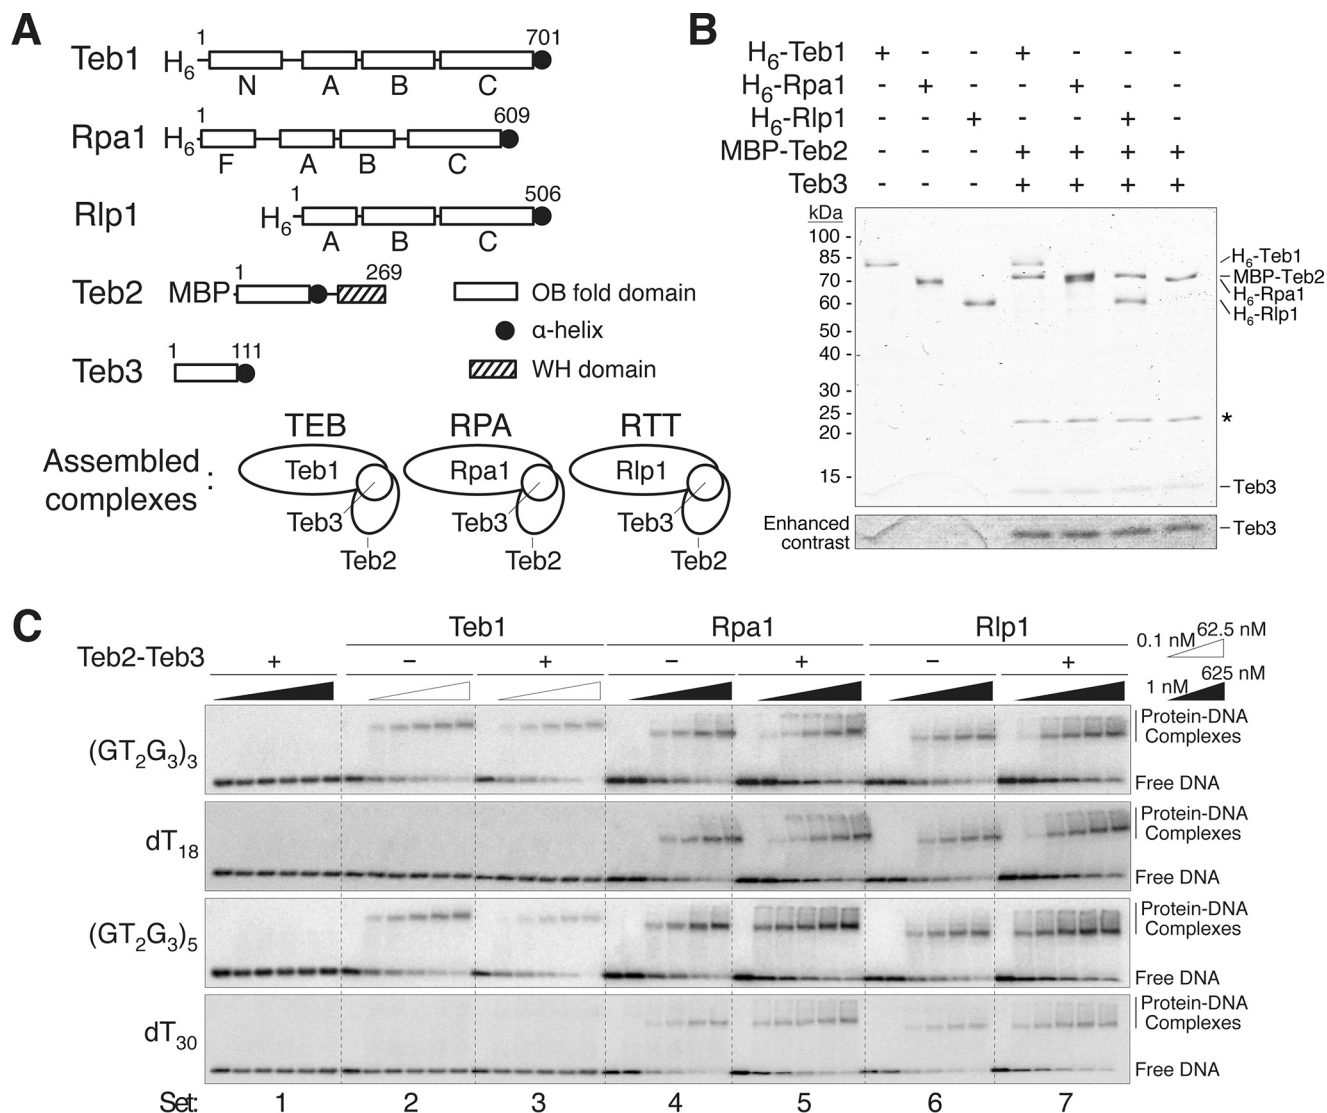 A
Teb1 H6 1 701
N A B C
Rpa1 H6 1 609
F A B C
Rlp1 H6 1 506
A B C
Teb2 MBP 1 269
Teb3 1 111
OB fold domain
α-helix
WH domain
Assembled complexes :
TEB RPA RTT
Teb1 Rpa1 Rlp1
Teb3 Teb3 Teb3
Teb2 Teb2 Teb2
B
H6-Teb1 + - - + - - -
H6-Rpa1 - + - - + - -
H6-Rlp1 - - + - - + -
MBP-Teb2 - - - + + + +
Teb3 - - - + + + +
kDa
100 -
85 -
70 -
60 -
50 -
40 -
30 -
25 -
20 -
15 -
H6-Teb1
MBP-Teb2
H6-Rpa1
H6-Rlp1
*
Teb3
Enhanced contrast
Teb3
C
Teb1 Rpa1 Rlp1
Teb2-Teb3 + − + − + − +
0.1 nM 62.5 nM
1 nM 625 nM
(GT2G3)3
Protein-DNA
Complexes
Free DNA
dT18
Protein-DNA
Complexes
Free DNA
(GT2G3)5
Protein-DNA
Complexes
Free DNA
dT30
Protein-DNA
Complexes
Free DNA
Set: 1 2 3 4 5 6 7